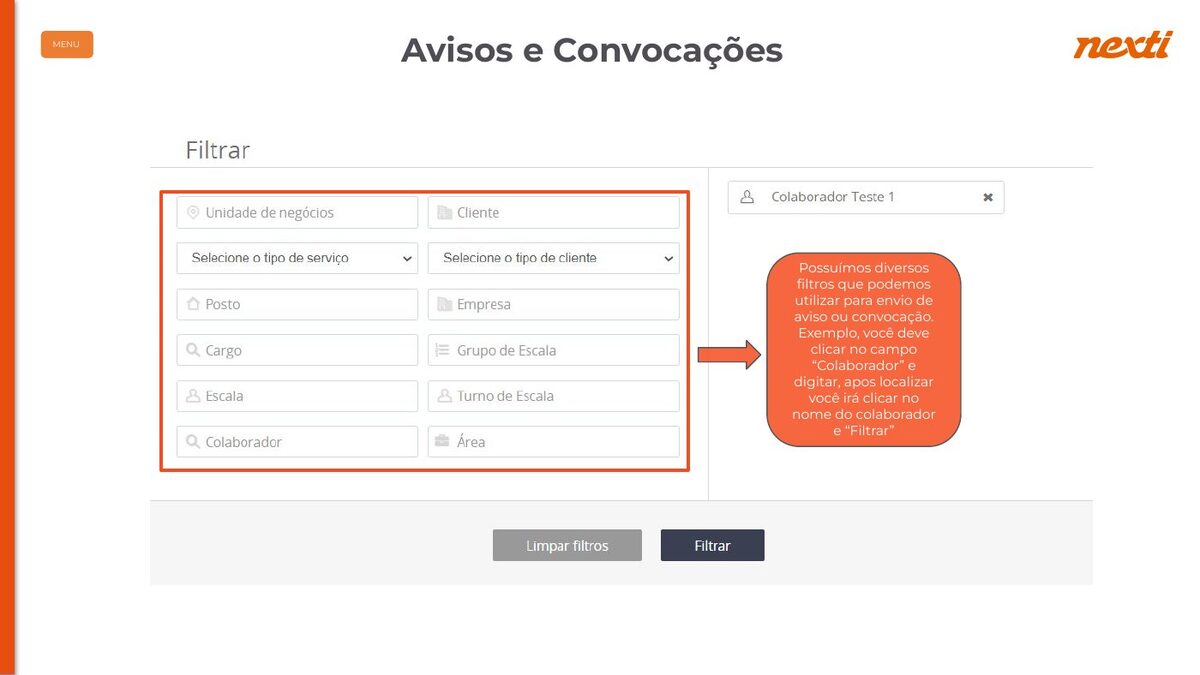 MENU
Avisos e Convocações
nexti
Filtrar
Unidade de negócios
Cliente
Selecione o tipo de serviço
Selecione o tipo de cliente
Posto
Empresa
Cargo
Grupo de Escala
Escala
Turno de Escala
Colaborador
Área
Colaborador Teste 1
Possuímos diversos
filtros que podemos
utilizar para envio de
aviso ou convocação.
Exemplo, você deve
clicar no campo
“Colaborador” e
digitar, apos localizar
você irá clicar no
nome do colaborador
e “Filtrar”
Limpar filtros
Filtrar